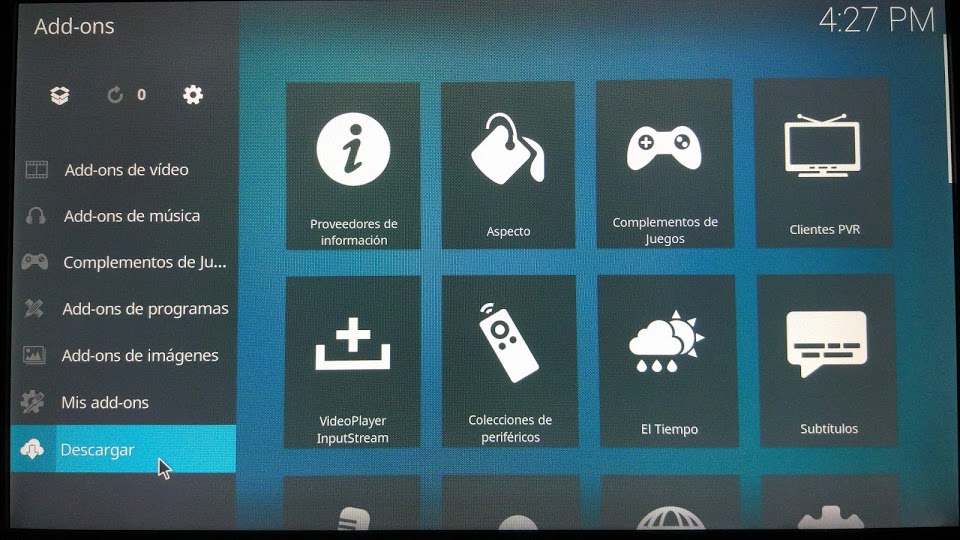 Add-ons
4:27 PM
0
Add-ons de vídeo
Add-ons de música
Complementos de Ju...
Add-ons de programas
Add-ons de imágenes
Mis add-ons
Descargar
Proveedores de
información
Aspecto
Complementos de
Juegos
Clientes PVR
VideoPlayer
InputStream
Colecciones de
periféricos
El Tiempo
Subtítulos